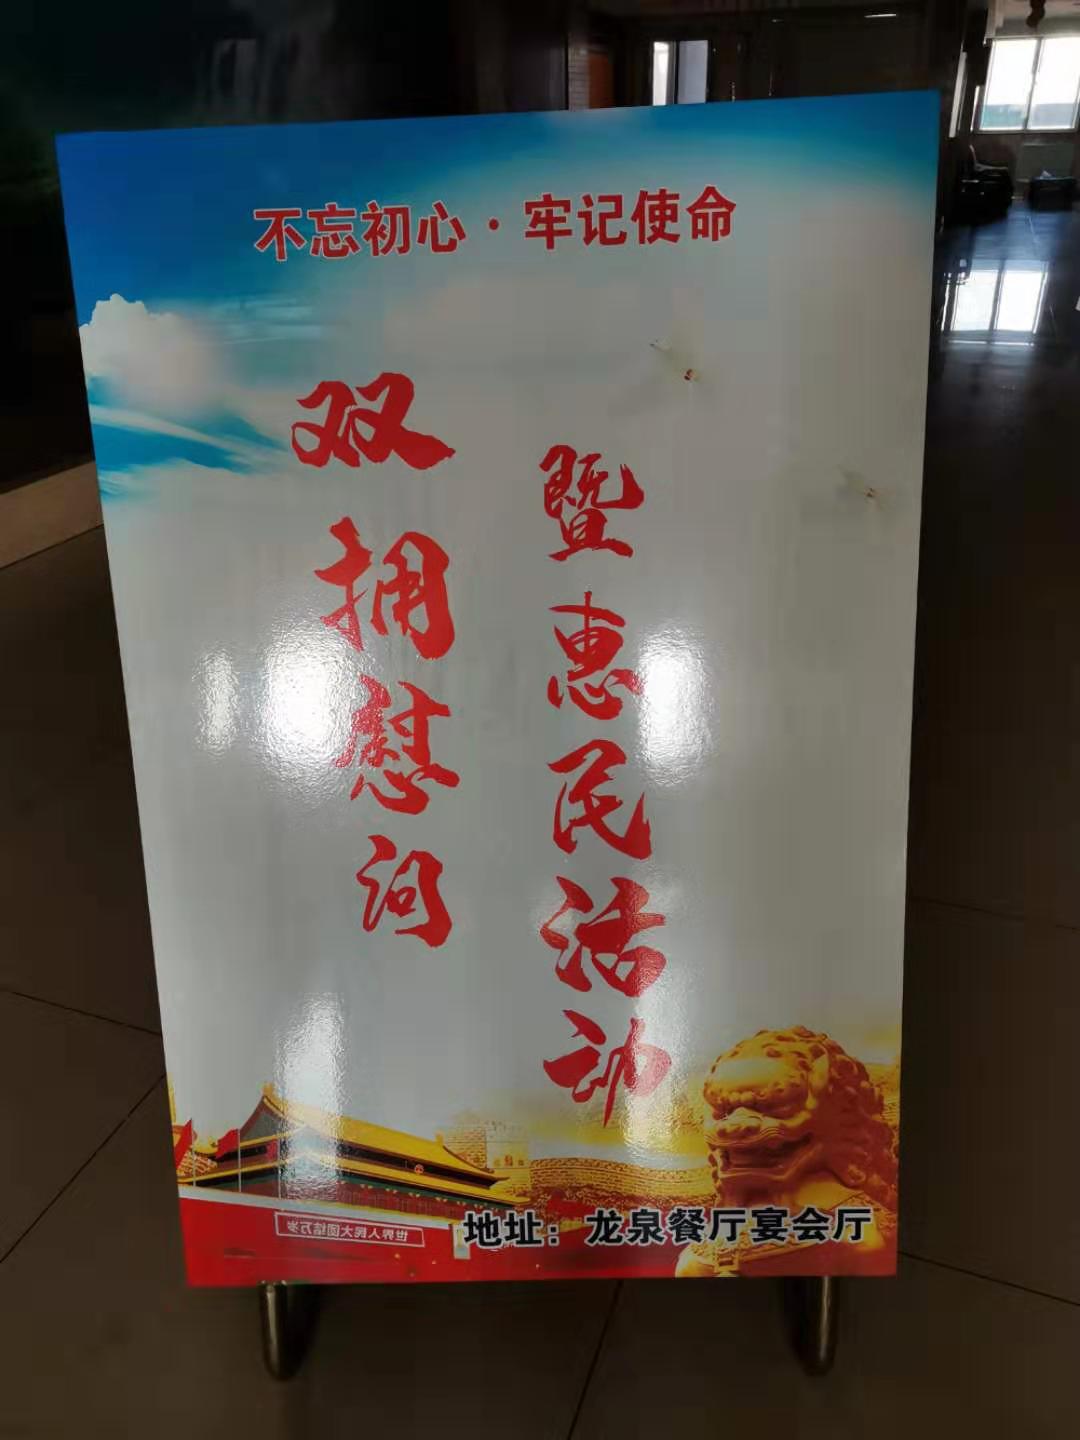 不忘初心·牢记使命
双拥慰问
暨惠民活动
世界人民大团结万岁
地址：龙泉餐厅宴会厅